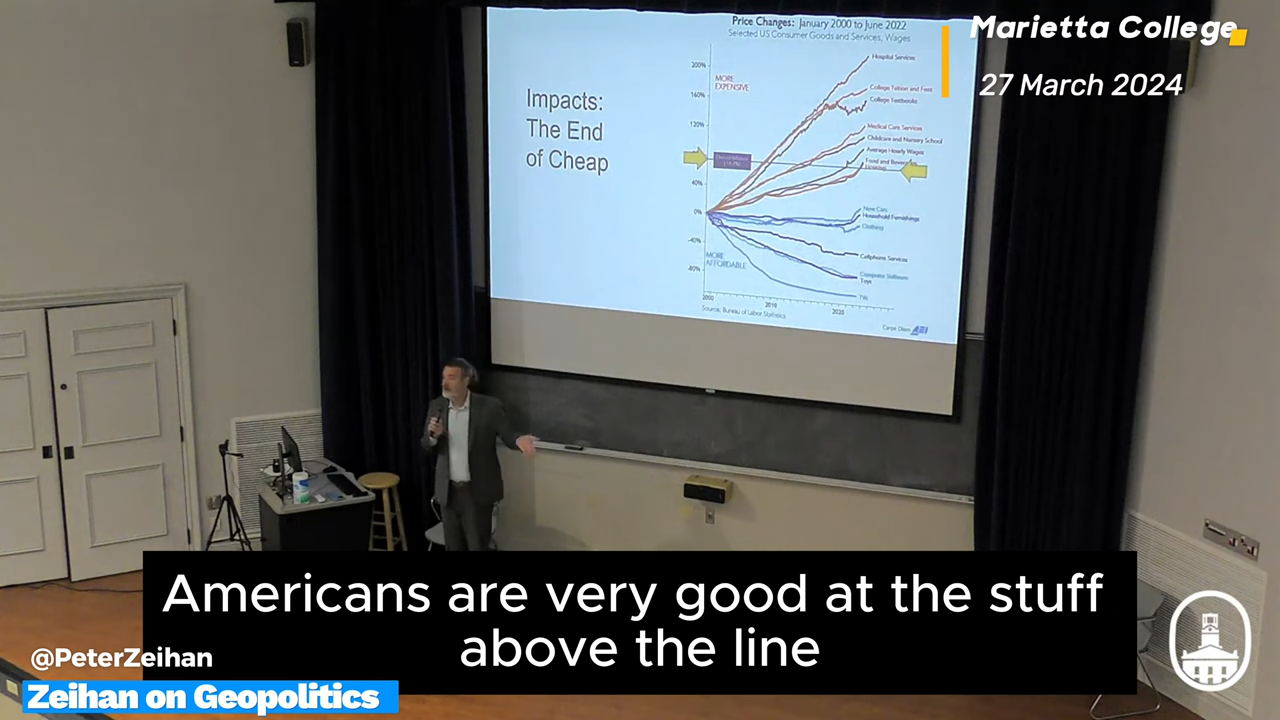 Price Changes: January 2000 to June 2022
Selected US Consumer Goods and Services, Wages
Marietta College
27 March 2024
Impacts:
The End
of Cheap
200%
160%
120%
40%
0%
-40%
-80%
MORE
EXPENSIVE
Hospital Services
College Tuition and Fees
College Textbooks
Medical Care Services
Childcare and Nursery School
Average Hourly Wages
Food and
Housing
New Cars
Household Furnishings
Clothing
Cellphone Services
Computer Software
Toys
TVs
MORE
AFFORDABLE
2000
2010
2020
Source: Bureau of Labor Statistics
AEI
Americans are very good at the stuff
above the line
@PeterZeihan
Zeihan on Geopolitics